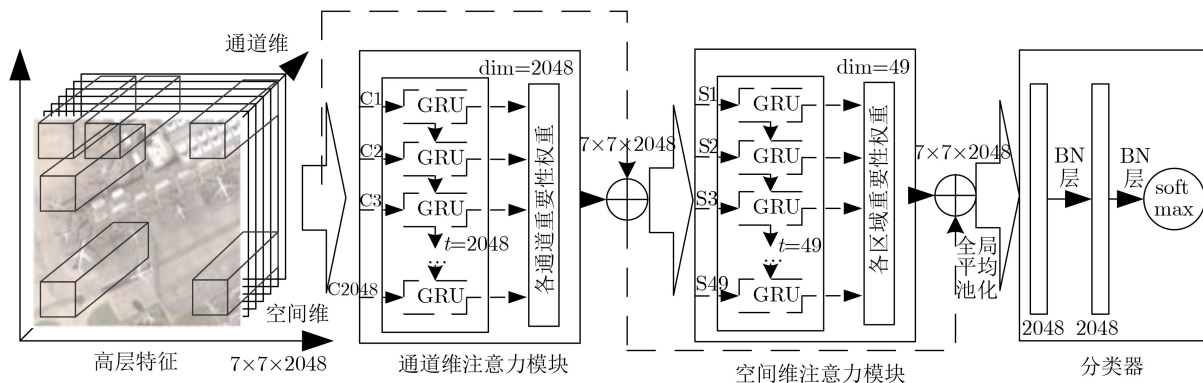 通道维
空间维
高层特征
7×7×2048
dim=2048
C1
GRU
C2
GRU
C3
GRU
t=2048
...
C2048
GRU
各通道重要性权重
通道维注意力模块
7×7×2048
dim=49
S1
GRU
S2
GRU
S3
GRU
t=49
...
S49
GRU
各区域重要性权重
空间维注意力模块
7×7×2048
全局
平均
池化
BN
层
BN
层
soft
max
2048
2048
分类器